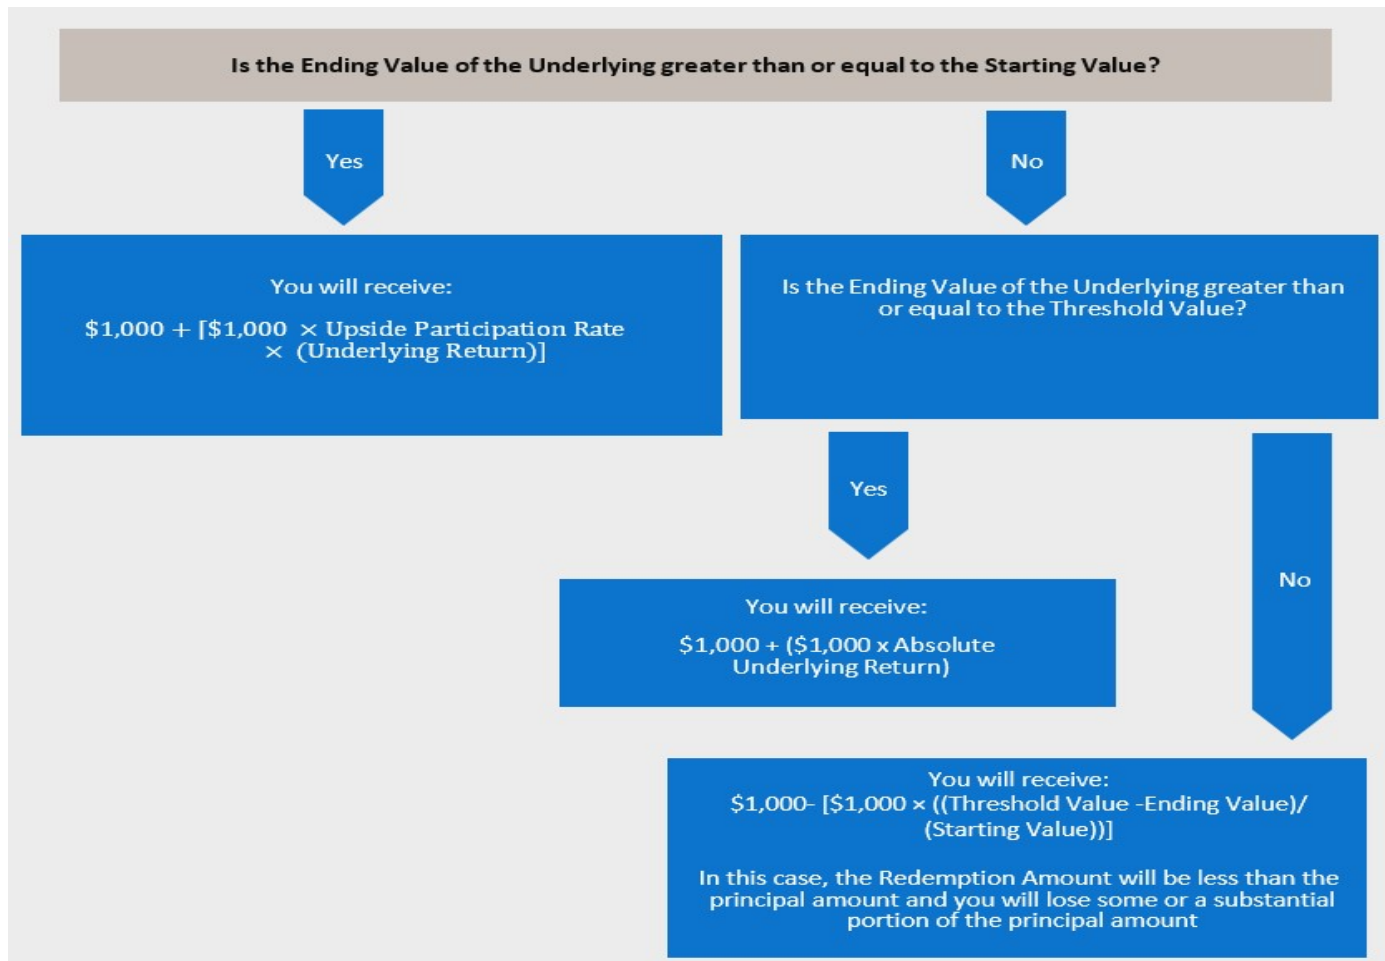 Is the Ending Value of the Underlying greater than or equal to the Starting Value?
Yes
No
You will receive:
$1,000 + [$1,000 × Upside Participation Rate
× (Underlying Return)]
Is the Ending Value of the Underlying greater than
or equal to the Threshold Value?
Yes
No
You will receive:
$1,000 + ($1,000 x Absolute
Underlying Return)
You will receive:
$1,000- [$1,000 × ((Threshold Value -Ending Value)/
(Starting Value))]
In this case, the Redemption Amount will be less than the
principal amount and you will lose some or a substantial
portion of the principal amount